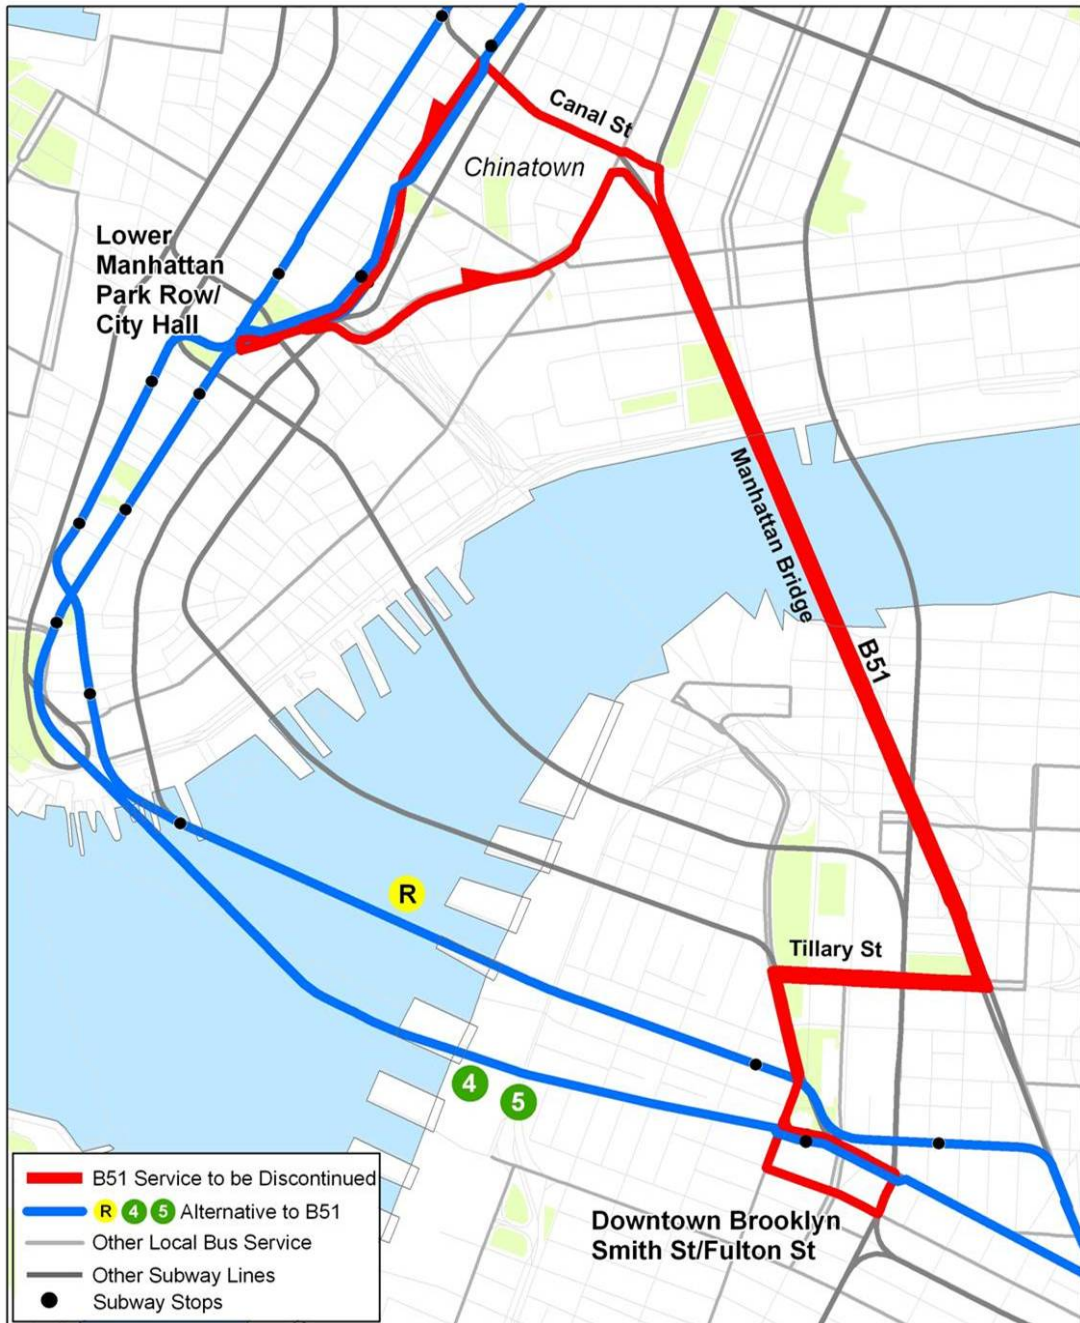 Canal St
Chinatown
Lower
Manhattan
Park Row/
City Hall
Manhattan Bridge
B51
R
Tillary St
4
5
Downtown Brooklyn
Smith St/Fulton St
B51 Service to be Discontinued
R 4 5 Alternative to B51
Other Local Bus Service
Other Subway Lines
Subway Stops